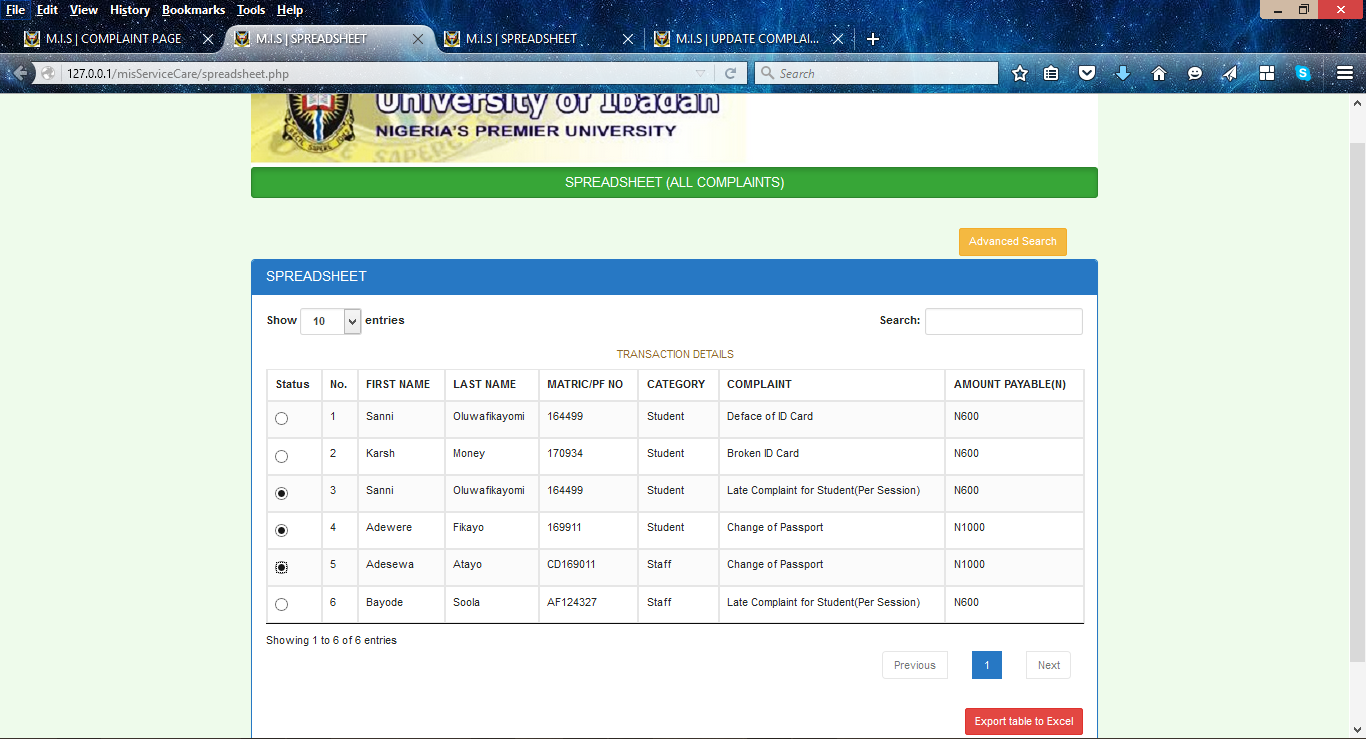 File Edit View History Bookmarks Tools Help
M.I.S | COMPLAINT PAGE M.I.S | SPREADSHEET M.I.S | SPREADSHEET M.I.S | UPDATE COMPLAI...
127.0.0.1/misServiceCare/spreadsheet.php Search
University of Ibadan
NIGERIA'S PREMIER UNIVERSITY
SPREADSHEET (ALL COMPLAINTS)
Advanced Search
SPREADSHEET
Show 10 entries Search:
TRANSACTION DETAILS
Status No. FIRST NAME LAST NAME MATRIC/PF NO CATEGORY COMPLAINT AMOUNT PAYABLE(N)
1 Sanni Oluwafikayomi 164499 Student Deface of ID Card N600
2 Karsh Money 170934 Student Broken ID Card N600
3 Sanni Oluwafikayomi 164499 Student Late Complaint for Student(Per Session) N600
4 Adewere Fikayo 169911 Student Change of Passport N1000
5 Adesewa Atayo CD169011 Staff Change of Passport N1000
6 Bayode Soola AF124327 Staff Late Complaint for Student(Per Session) N600
Showing 1 to 6 of 6 entries
Previous 1 Next
Export table to Excel